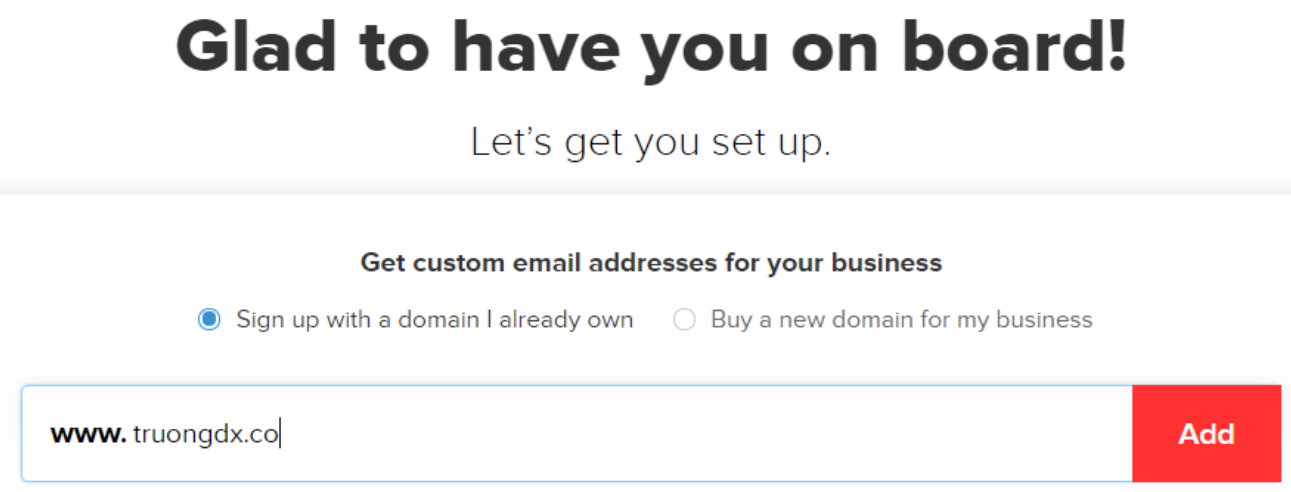 Glad to have you on board!
Let's get you set up.
Get custom email addresses for your business
Sign up with a domain I already own Buy a new domain for my business
www. truongdx.co Add